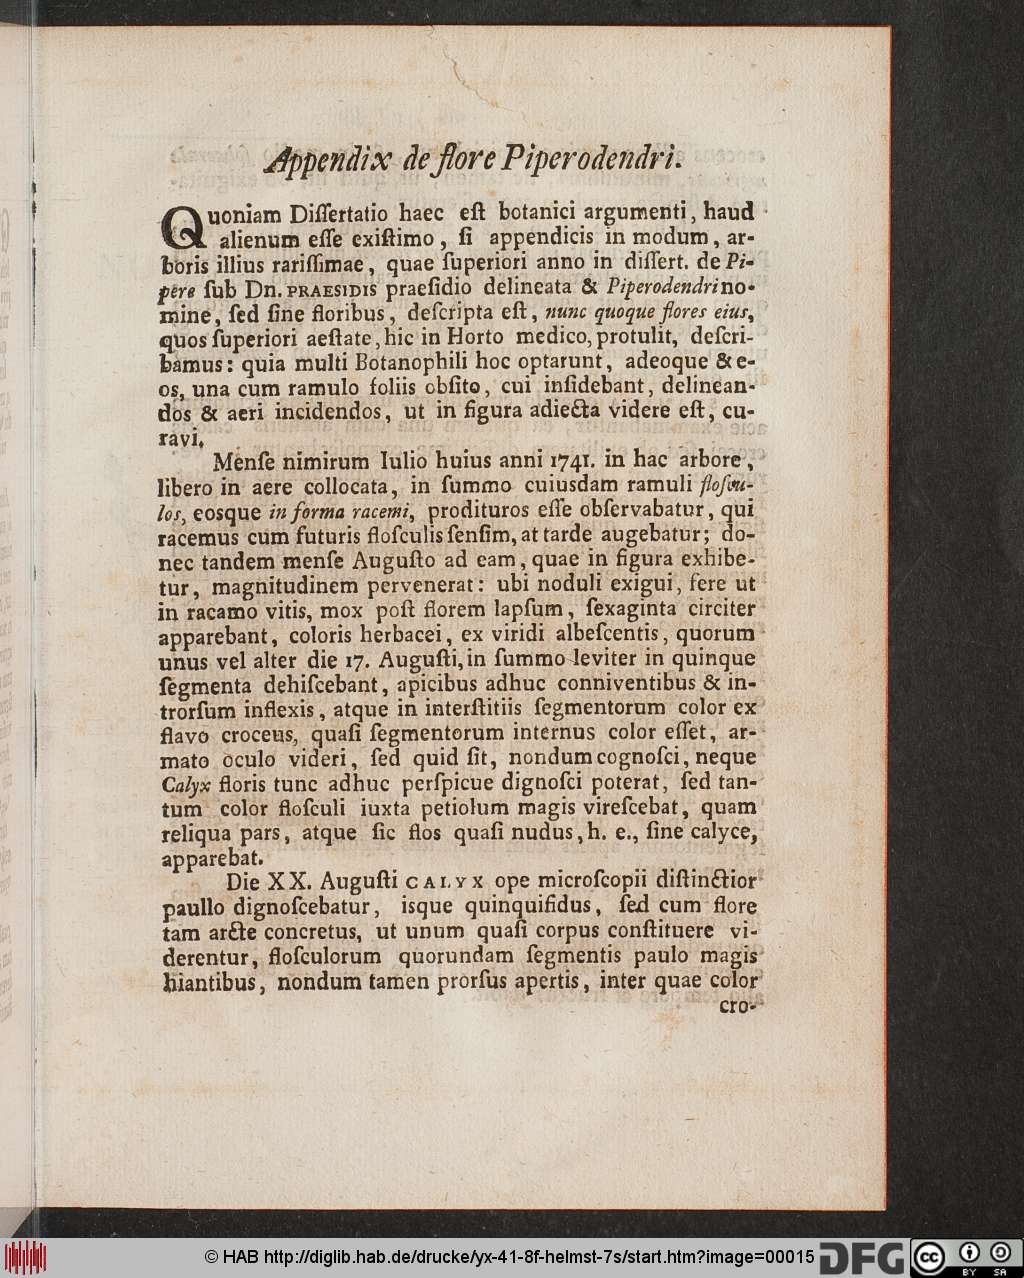 Appendix de flore Piperodendri.
Quoniam Diſſertatio haec eſt botanici argumenti, haud
alienum eſſe exiſtimo, ſi appendicis in modum, ar-
boris illius rariſſimae, quae ſuperiori anno in diſſert. de Pi-
pere ſub Dn. PRAESIDIS praeſidio delineata & Piperodendri no-
mine, ſed ſine floribus, deſcripta eſt, nunc quoque flores eius,
quos ſuperiori aeſtate, hic in Horto medico, protulit, deſcri-
bamus: quia multi Botanophili hoc optarunt, adeoque & e-
os, una cum ramulo foliis obſito, cui inſidebant, delinean-
dos & aeri incidendos, ut in figura adiecta videre eſt, cu-
ravi.
Menſe nimirum Iulio huius anni 1741. in hac arbore,
libero in aere collocata, in ſummo cuiusdam ramuli floſcu-
los, eosque in forma racemi, prodituros eſſe obſervabatur, qui
racemus cum futuris floſculis ſenſim, at tarde augebatur; do-
nec tandem menſe Auguſto ad eam, quae in figura exhibe-
tur, magnitudinem pervenerat: ubi noduli exigui, fere ut
in racamo vitis, mox poſt florem lapſum, ſexaginta circiter
apparebant, coloris herbacei, ex viridi albeſcentis, quorum
unus vel alter die 17. Auguſti, in ſummo leviter in quinque
ſegmenta dehiſcebant, apicibus adhuc conniventibus & in-
trorſum inflexis, atque in interſtitiis ſegmentorum color ex
flavo croceus, quaſi ſegmentorum internus color eſſet, ar-
mato oculo videri, ſed quid ſit, nondum cognoſci, neque
Calyx floris tunc adhuc perſpicue dignoſci poterat, ſed tan-
tum color floſculi iuxta petiolum magis vireſcebat, quam
reliqua pars, atque ſic flos quaſi nudus, h. e., ſine calyce,
apparebat.
Die XX. Auguſti CALYX ope microſcopii diſtinctior
paullo dignoſcebatur, isque quinquifidus, ſed cum flore
tam arcte concretus, ut unum quaſi corpus conſtituere vi-
derentur, floſculorum quorundam ſegmentis paulo magis
hiantibus, nondum tamen prorſus apertis, inter quae color
cro-
© HAB http://diglib.hab.de/drucke/yx-41-8f-helmst-7s/start.htm?image=00015 DFG cc BY SA